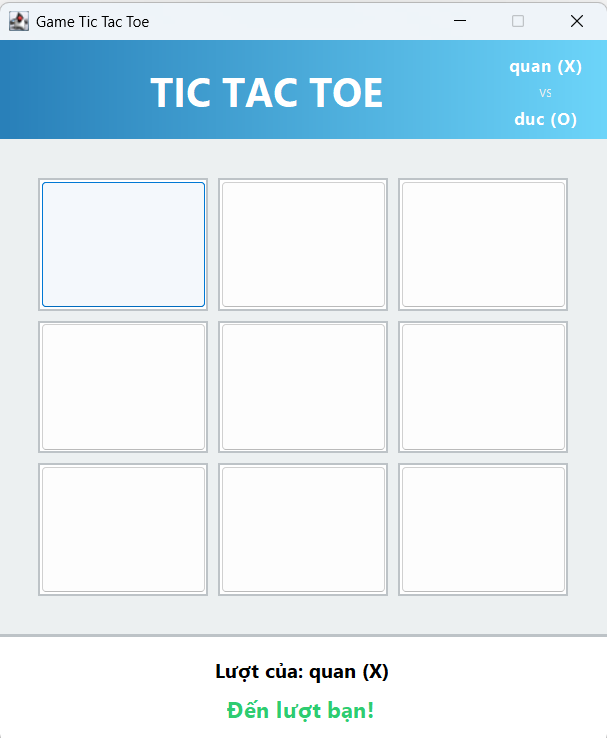 Game Tic Tac Toe
TIC TAC TOE
quan (X)
vs
duc (O)
Lượt của: quan (X)
Đến lượt bạn!